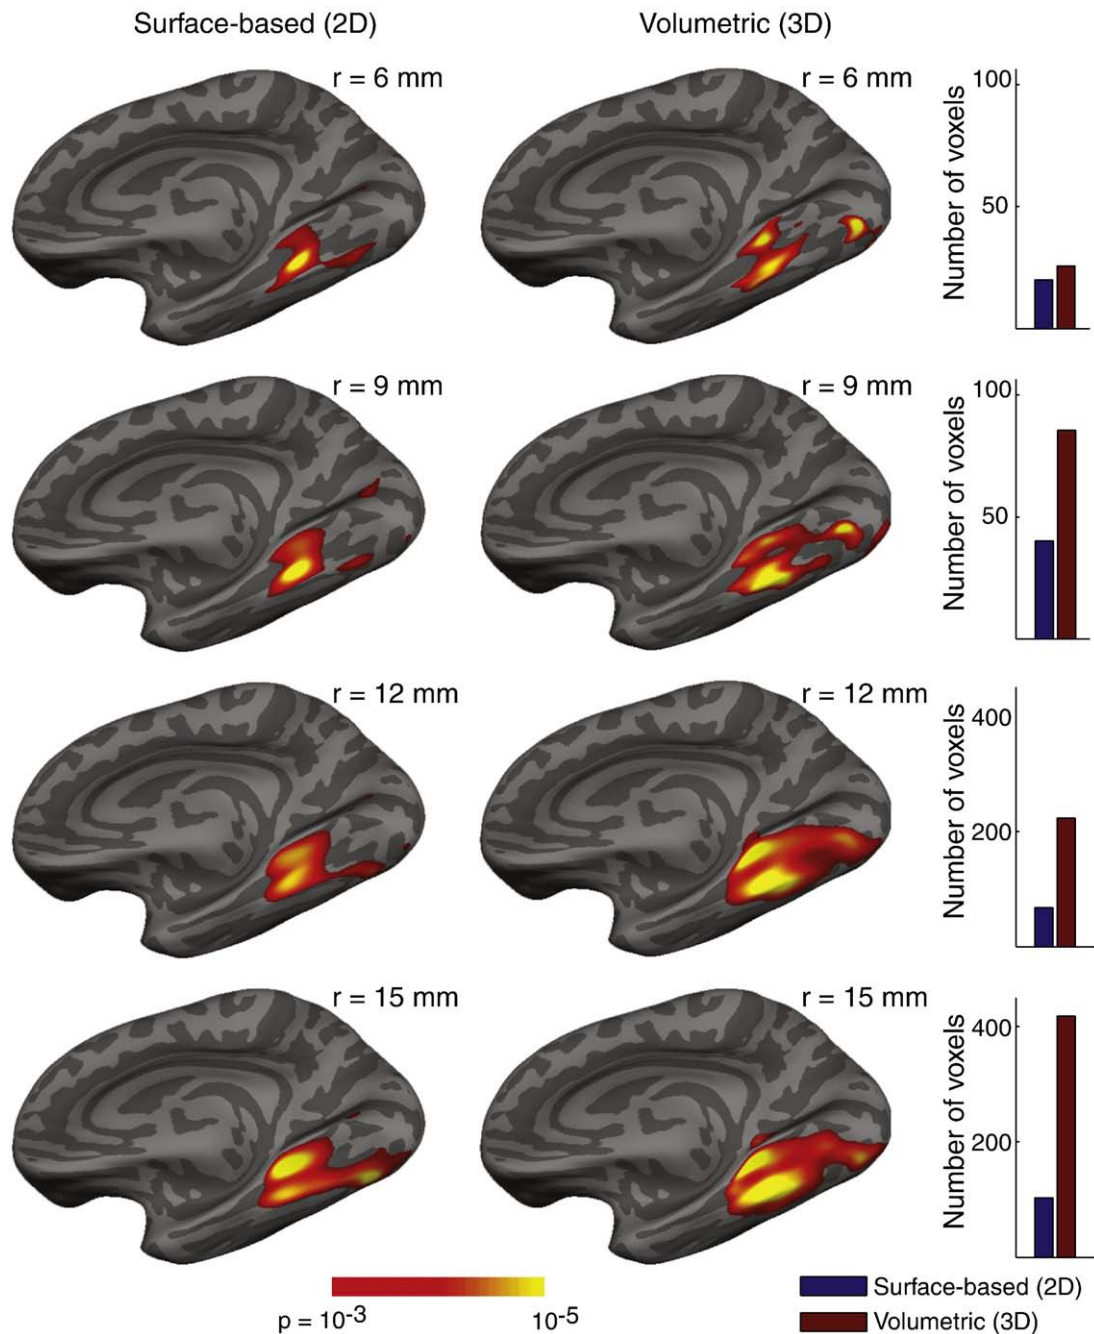 Surface-based (2D)
Volumetric (3D)
r = 6 mm
r = 6 mm
Number of voxels
100
50
r = 9 mm
r = 9 mm
Number of voxels
100
50
r = 12 mm
r = 12 mm
Number of voxels
400
200
r = 15 mm
r = 15 mm
Number of voxels
400
200
p = 10-3
10-5
Surface-based (2D)
Volumetric (3D)